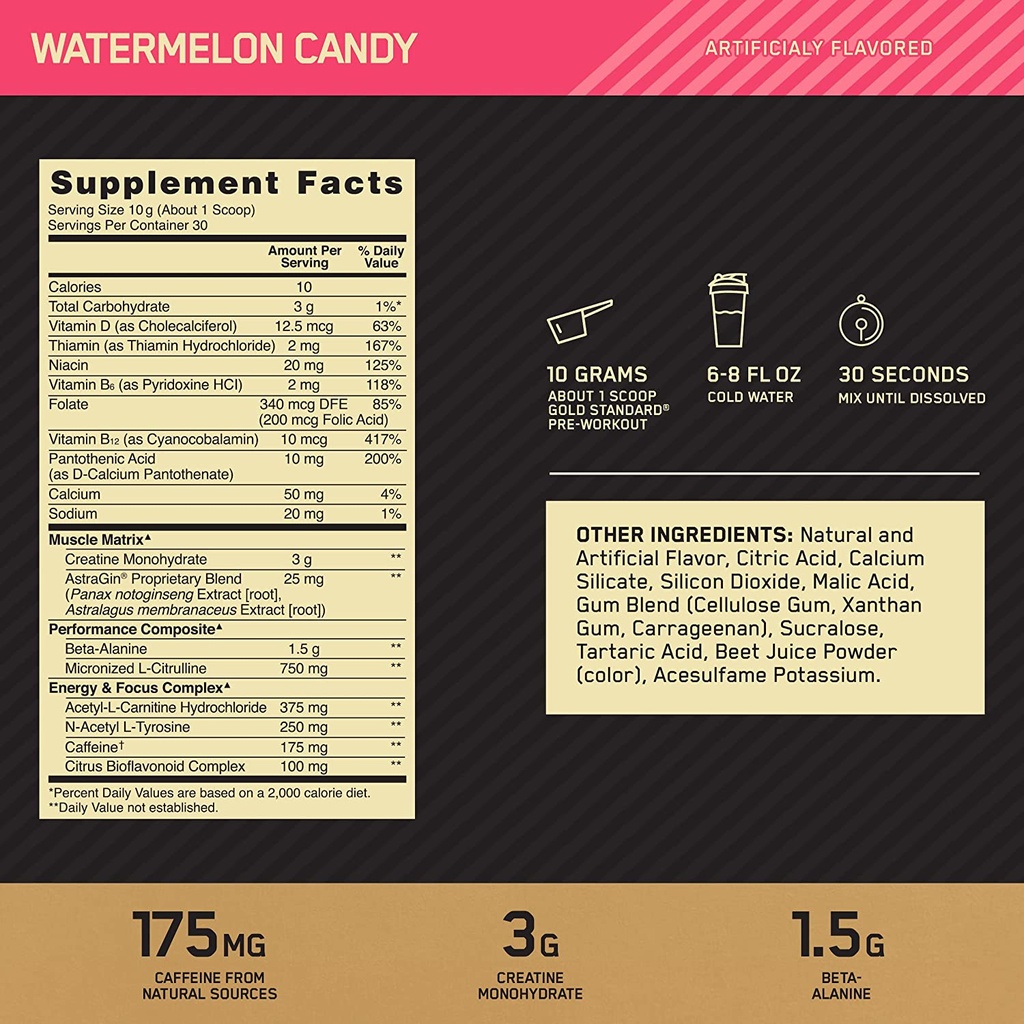 WATERMELON CANDY
ARTIFICIALY FLAVORED
Supplement Facts
Serving Size 10 g (About 1 Scoop)
Servings Per Container 30
Amount Per Serving % Daily Value
Calories 10
Total Carbohydrate 3 g 1%*
Vitamin D (as Cholecalciferol) 12.5 mcg 63%
Thiamin (as Thiamin Hydrochloride) 2 mg 167%
Niacin 20 mg 125%
Vitamin B₆ (as Pyridoxine HCI) 2 mg 118%
Folate 340 mcg DFE 85%
(200 mcg Folic Acid)
Vitamin B₁₂ (as Cyanocobalamin) 10 mcg 417%
Pantothenic Acid 10 mg 200%
(as D-Calcium Pantothenate)
Calcium 50 mg 4%
Sodium 20 mg 1%
Muscle Matrix▲
Creatine Monohydrate 3 g **
AstraGin® Proprietary Blend 25 mg **
(Panax notoginseng Extract [root],
Astralagus membranaceus Extract [root])
Performance Composite▲
Beta-Alanine 1.5 g **
Micronized L-Citrulline 750 mg **
Energy & Focus Complex▲
Acetyl-L-Carnitine Hydrochloride 375 mg **
N-Acetyl L-Tyrosine 250 mg **
Caffeine† 175 mg **
Citrus Bioflavonoid Complex 100 mg **
*Percent Daily Values are based on a 2,000 calorie diet.
**Daily Value not established.
10 GRAMS
ABOUT 1 SCOOP
GOLD STANDARD®
PRE-WORKOUT
6-8 FL OZ
COLD WATER
30 SECONDS
MIX UNTIL DISSOLVED
OTHER INGREDIENTS: Natural and
Artificial Flavor, Citric Acid, Calcium
Silicate, Silicon Dioxide, Malic Acid,
Gum Blend (Cellulose Gum, Xanthan
Gum, Carrageenan), Sucralose,
Tartaric Acid, Beet Juice Powder
(color), Acesulfame Potassium.
175 MG
CAFFEINE FROM
NATURAL SOURCES
3 G
CREATINE
MONOHYDRATE
1.5 G
BETA-
ALANINE